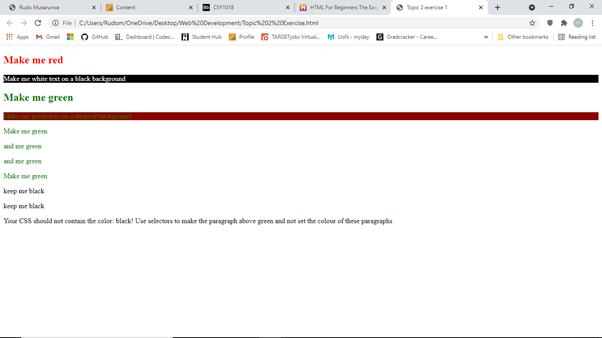 Rudo Musarurwa
Content
CSY1018
HTML For Beginners The Eas
Topic 2 exercise 1
File
C:/Users/Rudom/OneDrive/Desktop/Web%20Development/Topic%202%20Exercise.html
Apps
Gmail
GitHub
Dashboard | Codec...
Student Hub
Profile
TARGETjobs Virtual...
UoN – myday
Gradcracker - Caree...
»
Other bookmarks
Reading list
Make me red
Make me white text on a black background
Make me green
Make me green text on a darkred background
Make me green
and me green
and me green
Make me green
keep me black
keep me black
Your CSS should not contain the color: black! Use selectors to make the paragraph above green and not set the colour of these paragraphs